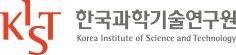 KIST 한국과학기술연구원
Korea Institute of Science and Technology